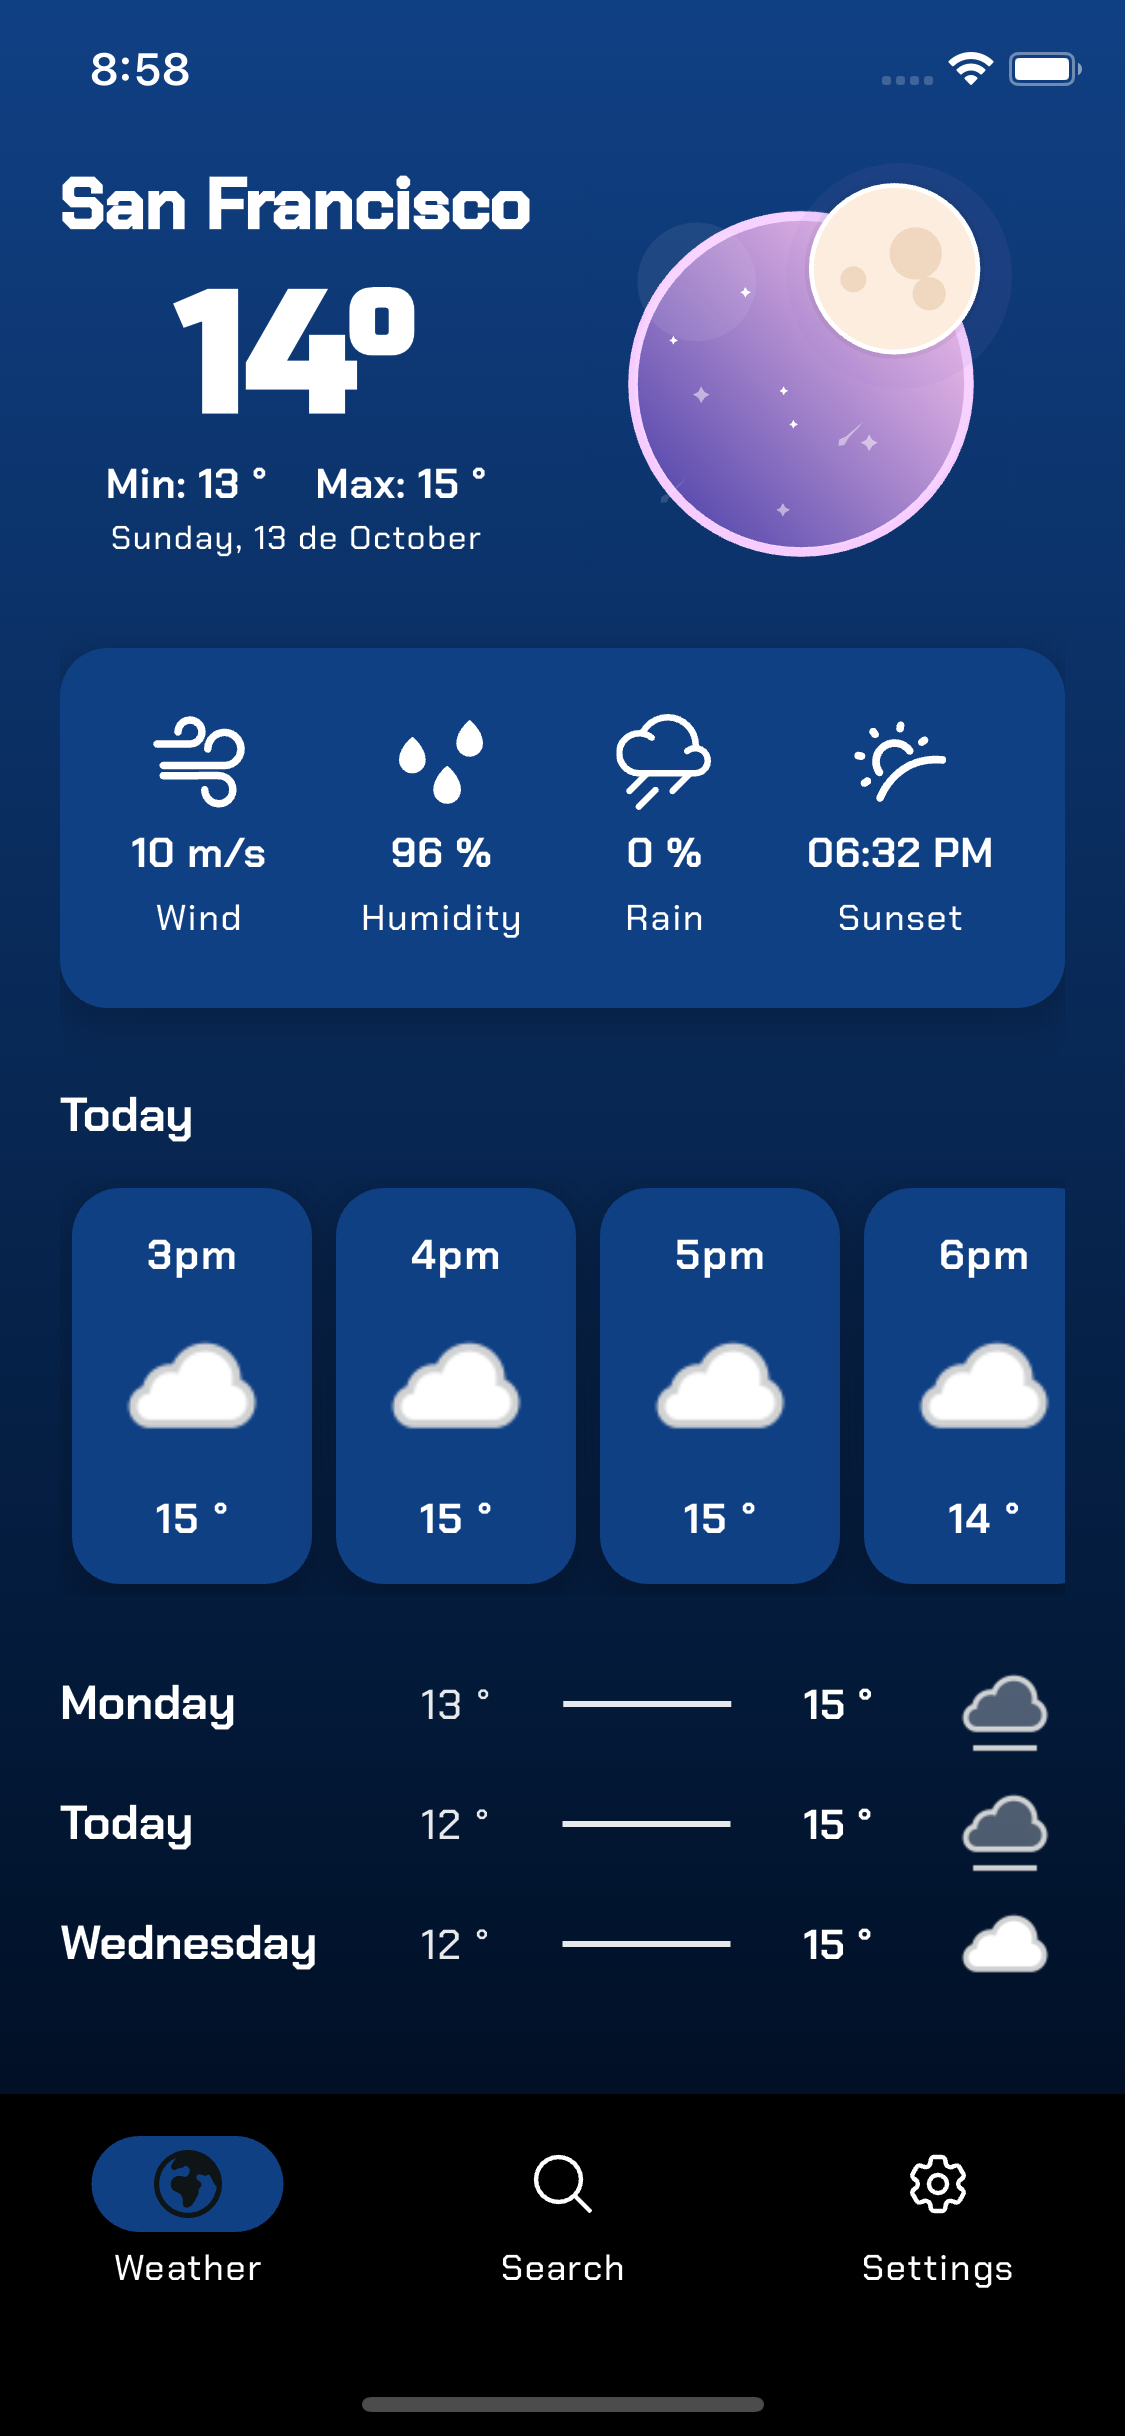 8:58
San Francisco
14º
Min: 13 ° Max: 15 °
Sunday, 13 de October
10 m/s 96 % 0 % 06:32 PM
Wind Humidity Rain Sunset
Today
3pm 4pm 5pm 6pm
15 ° 15 ° 15 ° 14 °
Monday 13 ° 15 °
Today 12 ° 15 °
Wednesday 12 ° 15 °
Weather Search Settings